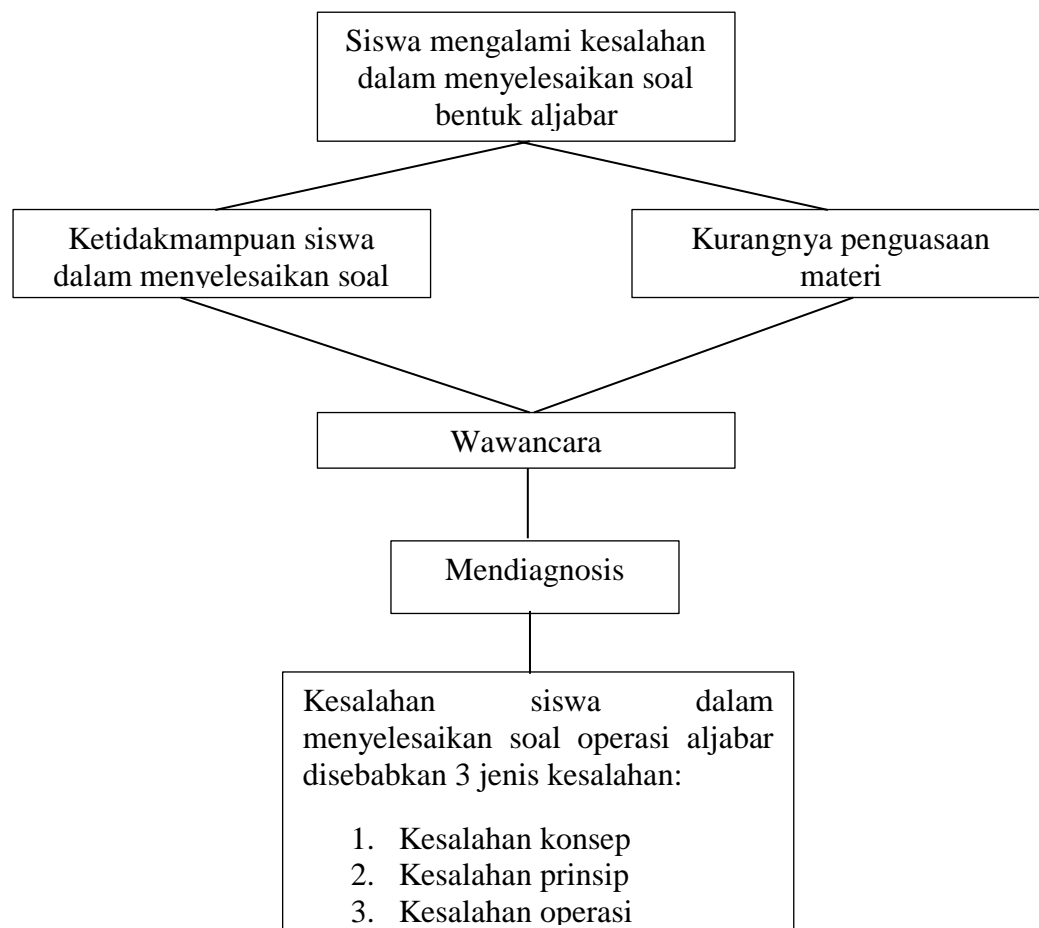 Siswa mengalami kesalahan
dalam menyelesaikan soal
bentuk aljabar
Ketidakmampuan siswa
dalam menyelesaikan soal
Kurangnya penguasaan
materi
Wawancara
Mendiagnosis
Kesalahan siswa dalam
menyelesaikan soal operasi aljabar
disebabkan 3 jenis kesalahan:
1. Kesalahan konsep
2. Kesalahan prinsip
3. Kesalahan operasi